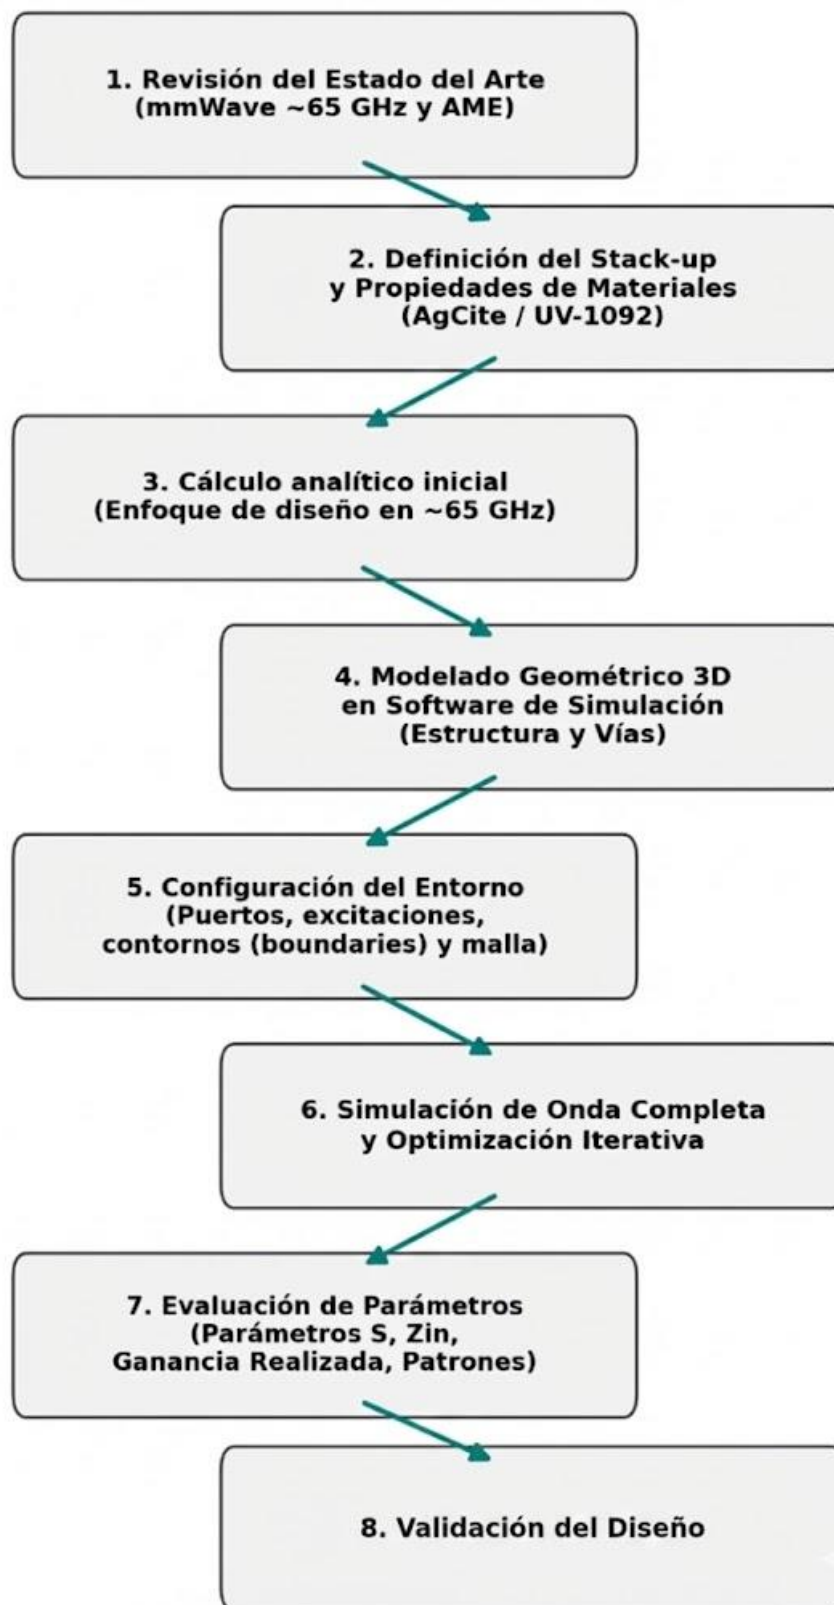 1. Revisión del Estado del Arte
(mmWave ~65 GHz y AME)
2. Definición del Stack-up
y Propiedades de Materiales
(AgCite / UV-1092)
3. Cálculo analítico inicial
(Enfoque de diseño en ~65 GHz)
4. Modelado Geométrico 3D
en Software de Simulación
(Estructura y Vías)
5. Configuración del Entorno
(Puertos, excitaciones,
contornos (boundaries) y malla)
6. Simulación de Onda Completa
y Optimización Iterativa
7. Evaluación de Parámetros
(Parámetros S, Zin,
Ganancia Realizada, Patrones)
8. Validación del Diseño